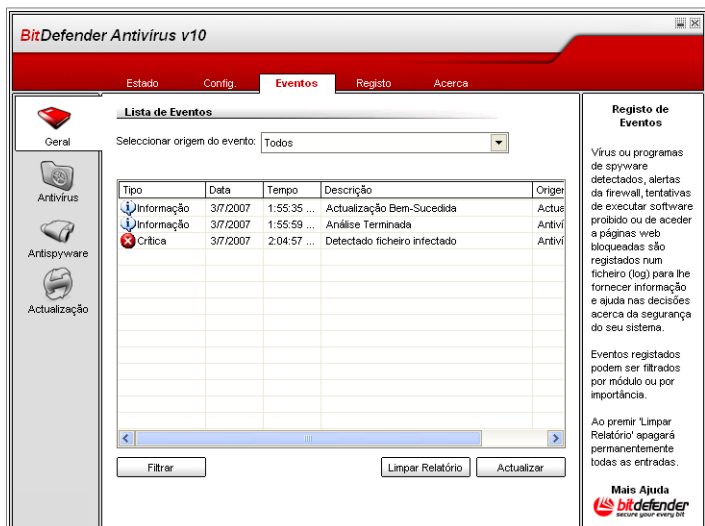 BitDefender Antivírus v10
Estado Config. Eventos Registo Acerca
Geral
Antivírus
Antispyware
Actualização
Lista de Eventos
Seleccionar origem do evento: Todos
Tipo Data Tempo Descrição Origer
Informação 3/7/2007 1:55:35 ... Actualização Bem-Sucedida Actua
Informação 3/7/2007 1:55:59 ... Análise Terminada Antiví
Crítica 3/7/2007 2:04:57 ... Detectado ficheiro infectado Antiví
Filtrar Limpar Relatório Actualizar
Registo de
Eventos
Vírus ou programas
de spyware
detectados, alertas
da firewall, tentativas
de executar software
proibido ou de aceder
a páginas web
bloqueadas são
registados num
ficheiro (log) para lhe
fornecer informação
e ajuda nas decisões
acerca da segurança
do seu sistema.
Eventos registados
podem ser filtrados
por módulo ou por
importância.
Ao premir 'Limpar
Relatório' apagará
permanentemente
todas as entradas.
Mais Ajuda
bitdefender
secure your every bit